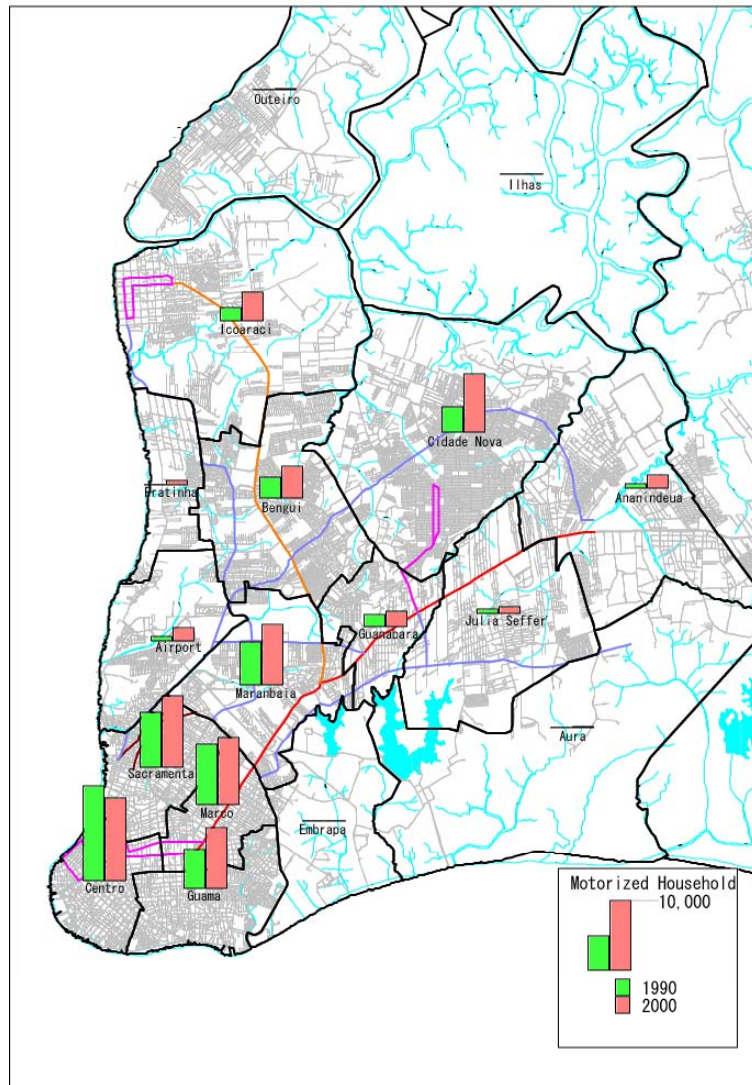 Outeiro
Ilhas
Icoaraci
Cidade Nova
Pratinha
Bengui
Ananindeua
Guanabara
Julia Seffer
Airport
Maranbaia
Aura
Sacramenta
Marco
Embrapa
Centro
Guama
Motorized Household
10,000
1990
2000